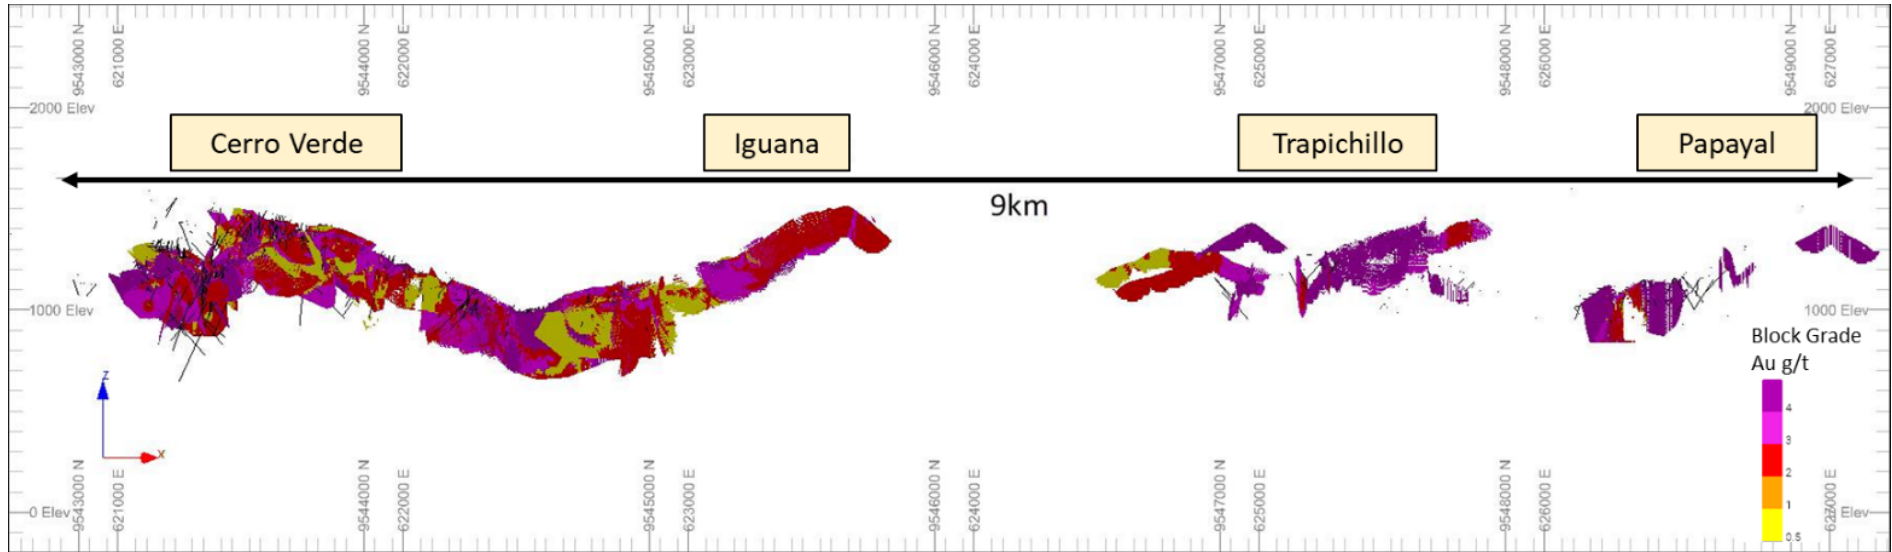 9543000 N
621000 E
9544000 N
622000 E
9545000 N
623000 E
9546000 N
624000 E
9547000 N
625000 E
9548000 N
626000 E
9549000 N
627000 E
2000 Elev
2000 Elev
Cerro Verde
Iguana
Trapichillo
Papayal
9km
1000 Elev
1000 Elev
Block Grade
Au g/t
4
3
2
1
0.5
z
x
0 Elev
Elev
9543000 N
621000 E
9544000 N
622000 E
9545000 N
623000 E
9546000 N
624000 E
9547000 N
625000 E
9548000 N
626000 E
627000 E